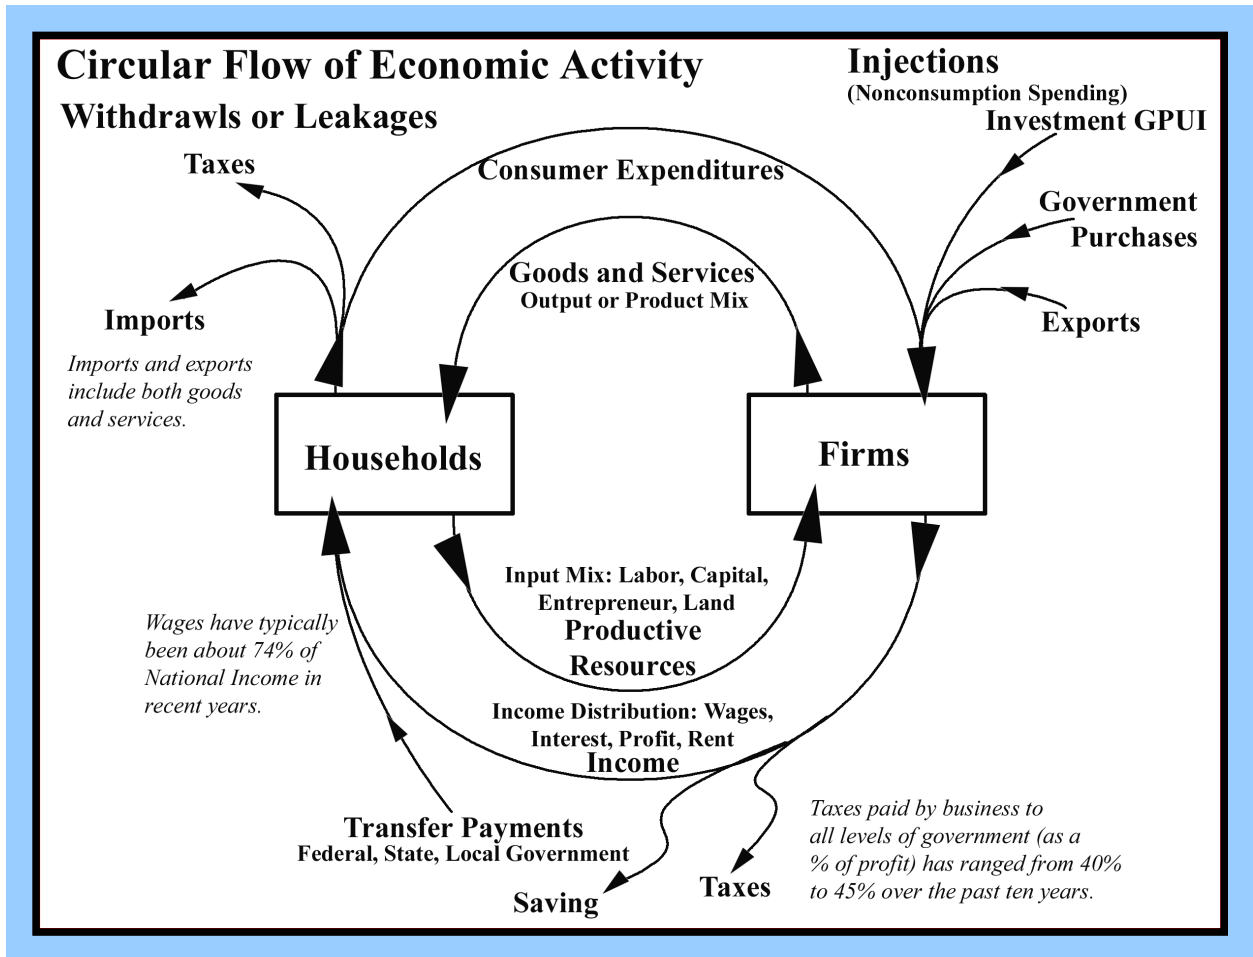 Circular Flow of Economic Activity
Withdrawls or Leakages
Injections
(Nonconsumption Spending)
Investment GPUI
Taxes
Consumer Expenditures
Government
Purchases
Goods and Services
Output or Product Mix
Imports
Exports
Imports and exports
include both goods
and services.
Households
Firms
Input Mix: Labor, Capital,
Entrepreneur, Land
Productive
Resources
Wages have typically
been about 74% of
National Income in
recent years.
Income Distribution: Wages,
Interest, Profit, Rent
Income
Transfer Payments
Federal, State, Local Government
Saving
Taxes
Taxes paid by business to
all levels of government (as a
% of profit) has ranged from 40%
to 45% over the past ten years.